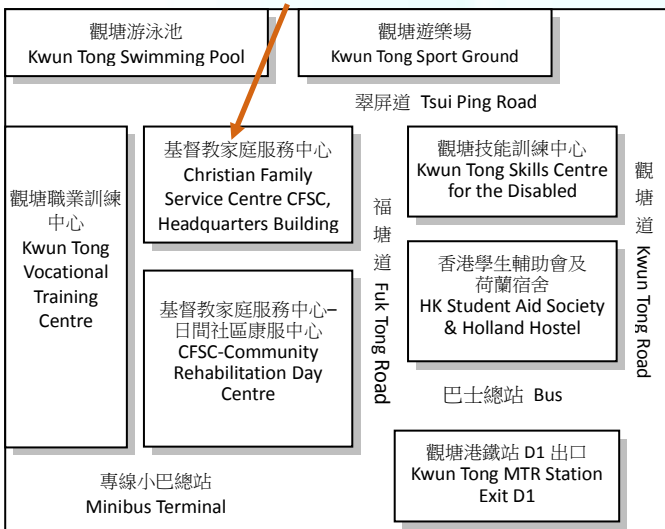 觀塘游泳池
Kwun Tong Swimming Pool
觀塘遊樂場
Kwun Tong Sport Ground
翠屏道 Tsui Ping Road
觀塘職業訓練
中心
Kwun Tong
Vocational
Training
Centre
基督教家庭服務中心
Christian Family
Service Centre CFSC,
Headquarters Building
基督教家庭服務中心–
日間社區康服中心
CFSC-Community
Rehabilitation Day
Centre
福塘道 Fuk Tong Road
觀塘技能訓練中心
Kwun Tong Skills Centre
for the Disabled
香港學生輔助會及
荷蘭宿舍
HK Student Aid Society
& Holland Hostel
觀塘道 Kwun Tong Road
巴士總站 Bus
觀塘港鐵站 D1 出口
Kwun Tong MTR Station
Exit D1
專線小巴總站
Minibus Terminal